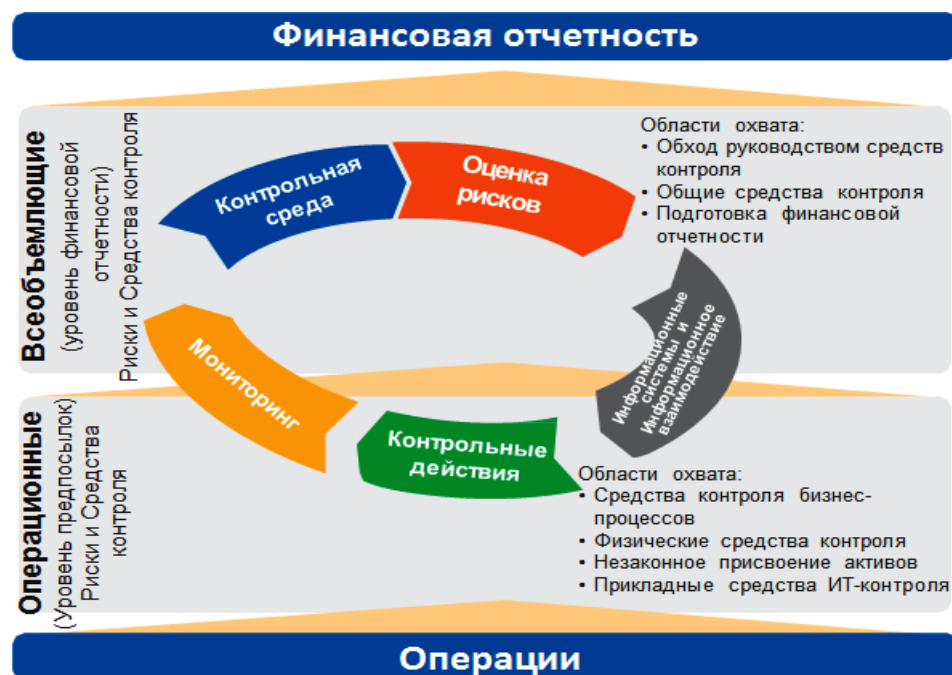 Финансовая отчетность
Всеобъемлющие
(уровень финансовой
отчетности)
Риски и Средства контроля
Контрольная
среда
Оценка
рисков
Области охвата:
• Обход руководством средств
контроля
• Общие средства контроля
• Подготовка финансовой
отчетности
Информационные
системы и
Информационное
взаимодействие
Мониторинг
Контрольные
действия
Операционные
(Уровень предпосылок)
Риски и Средства
контроля
Области охвата:
• Средства контроля бизнес-
процессов
• Физические средства контроля
• Незаконное присвоение активов
• Прикладные средства ИТ-контроля
Операции